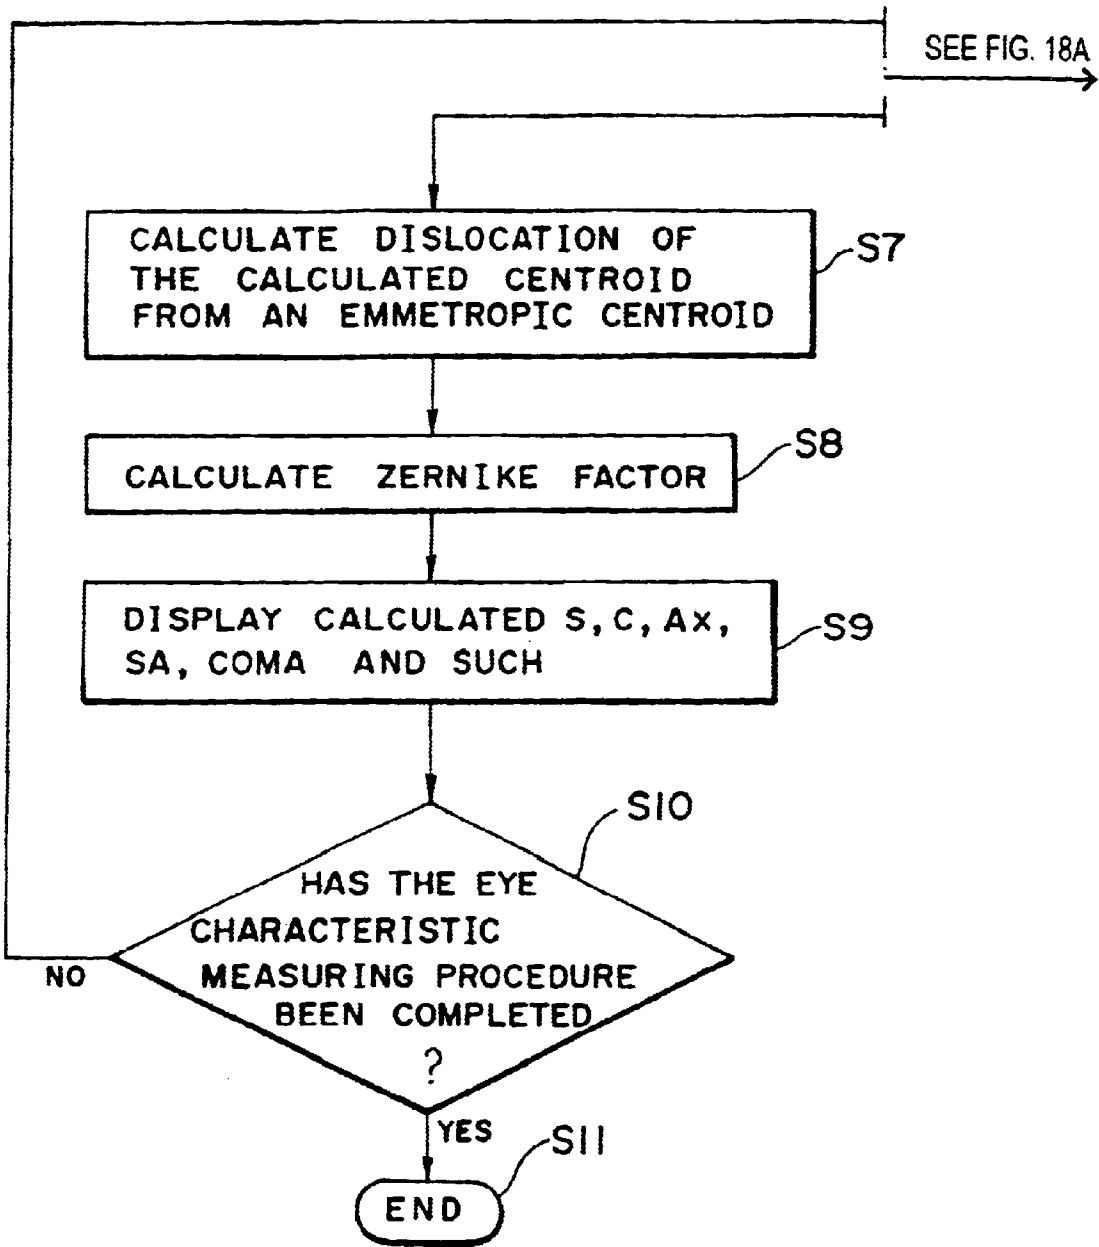 SEE FIG. 18A
CALCULATE DISLOCATION OF
THE CALCULATED CENTROID
FROM AN EMMETROPIC CENTROID
S7
CALCULATE ZERNIKE FACTOR
S8
DISPLAY CALCULATED S, C, Ax,
SA, COMA AND SUCH
S9
S10
HAS THE EYE
CHARACTERISTIC
MEASURING PROCEDURE
BEEN COMPLETED
?
NO
YES
S11
END